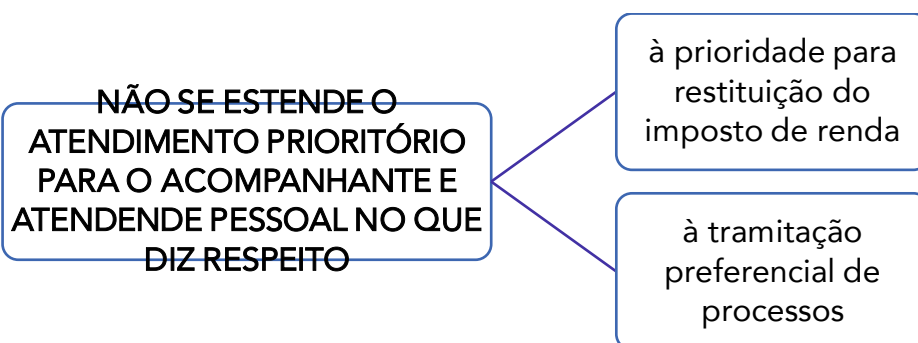 NÃO SE ESTENDE O
ATENDIMENTO PRIORITÓRIO
PARA O ACOMPANHANTE E
ATENDENDE PESSOAL NO QUE
DIZ RESPEITO
à prioridade para
restituição do
imposto de renda
à tramitação
preferencial de
processos